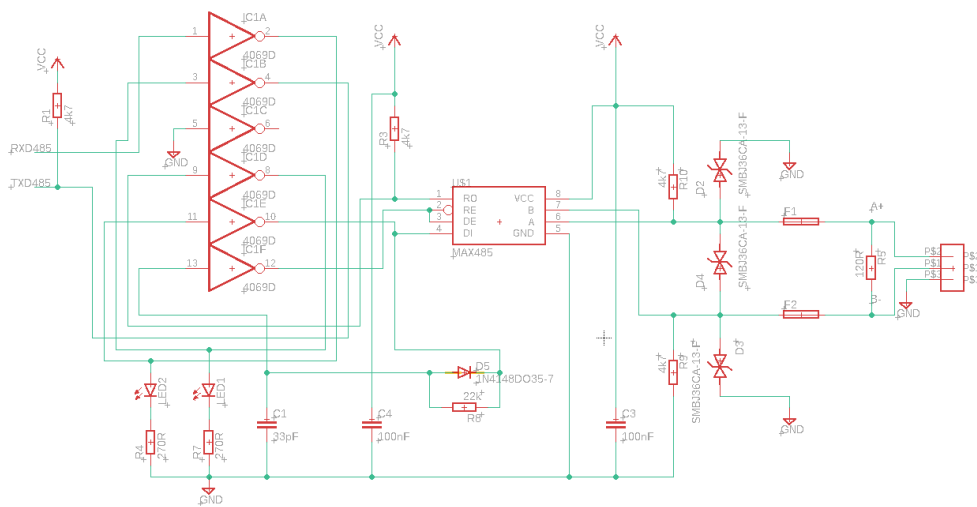 IC1A
1
2
4069D
IC1B
3
4
4069D
IC1C
5
6
4069D
IC1D
9
8
4069D
IC1E
11
10
4069D
IC1F
13
12
4069D
VCC
R1
4k7
RXD485
TXD485
GND
VCC
R3
4k7
U$1
1
RO
VCC
8
2
RE
B
7
3
DE
A
6
4
DI
GND
5
MAX485
VCC
4k7
R10
D2
SMBJ36CA-13-F
GND
D4
SMBJ36CA-13-F
F1
A+
120R
R5
B-
F2
GND
4k7
R9
SMBJ36CA-13-F
D3
GND
D5
1N4148DO35-7
22k
R8
LED2
LED1
R4
270R
R7
270R
C1
33pF
C4
100nF
C3
100nF
GND